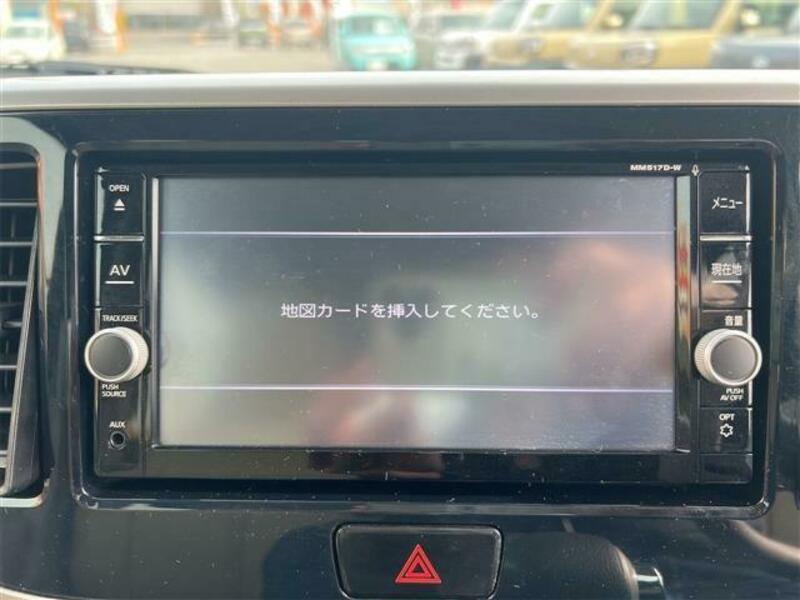 MM517D-W
OPEN
メニュー
AV
現在地
地図カードを挿入してください。
TRACK/SEEK
音量
PUSH
SOURCE
PUSH
AV OFF
AUX
OPT